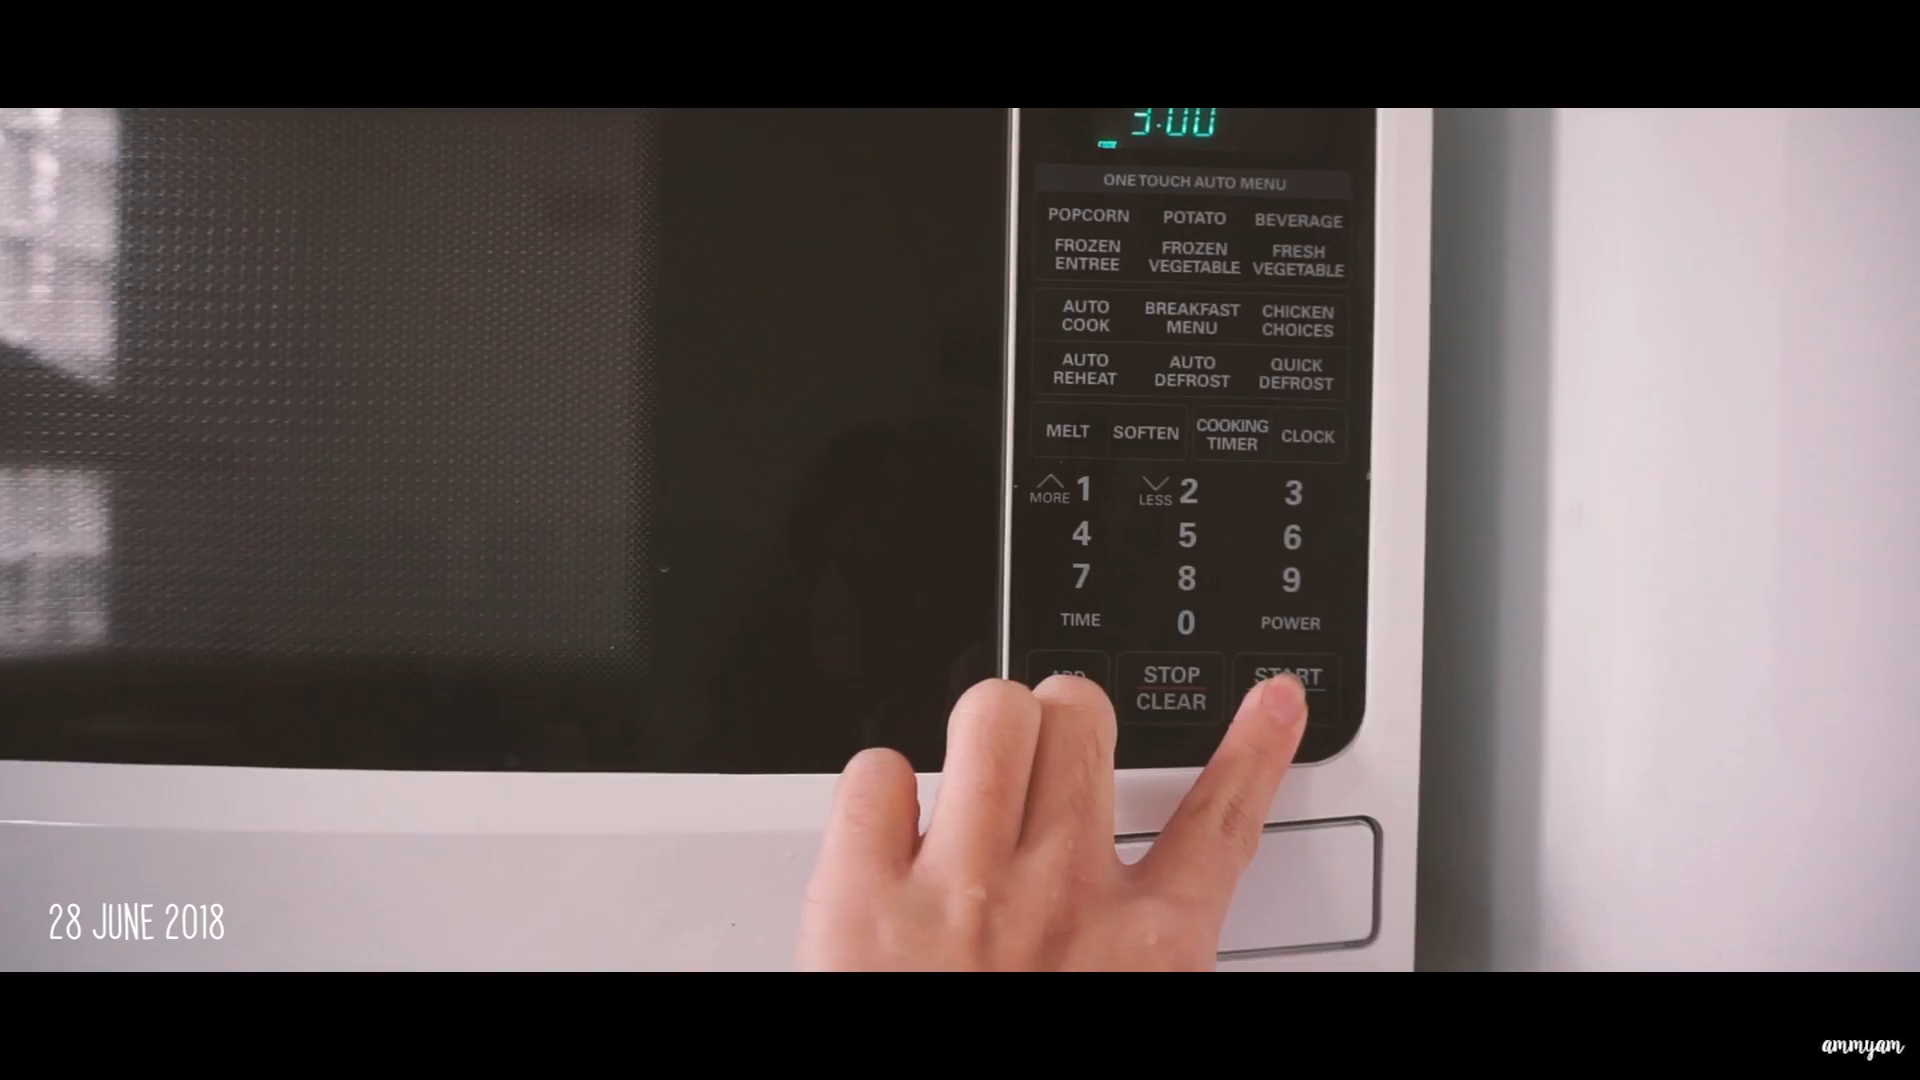 3:00
ONE TOUCH AUTO MENU
POPCORN POTATO BEVERAGE
FROZEN ENTREE FROZEN VEGETABLE FRESH VEGETABLE
AUTO COOK BREAKFAST MENU CHICKEN CHOICES
AUTO REHEAT AUTO DEFROST QUICK DEFROST
MELT SOFTEN COOKING TIMER CLOCK
MORE 1 LESS 2 3
4 5 6
7 8 9
TIME 0 POWER
STOP START
CLEAR
28 JUNE 2018
ammyam